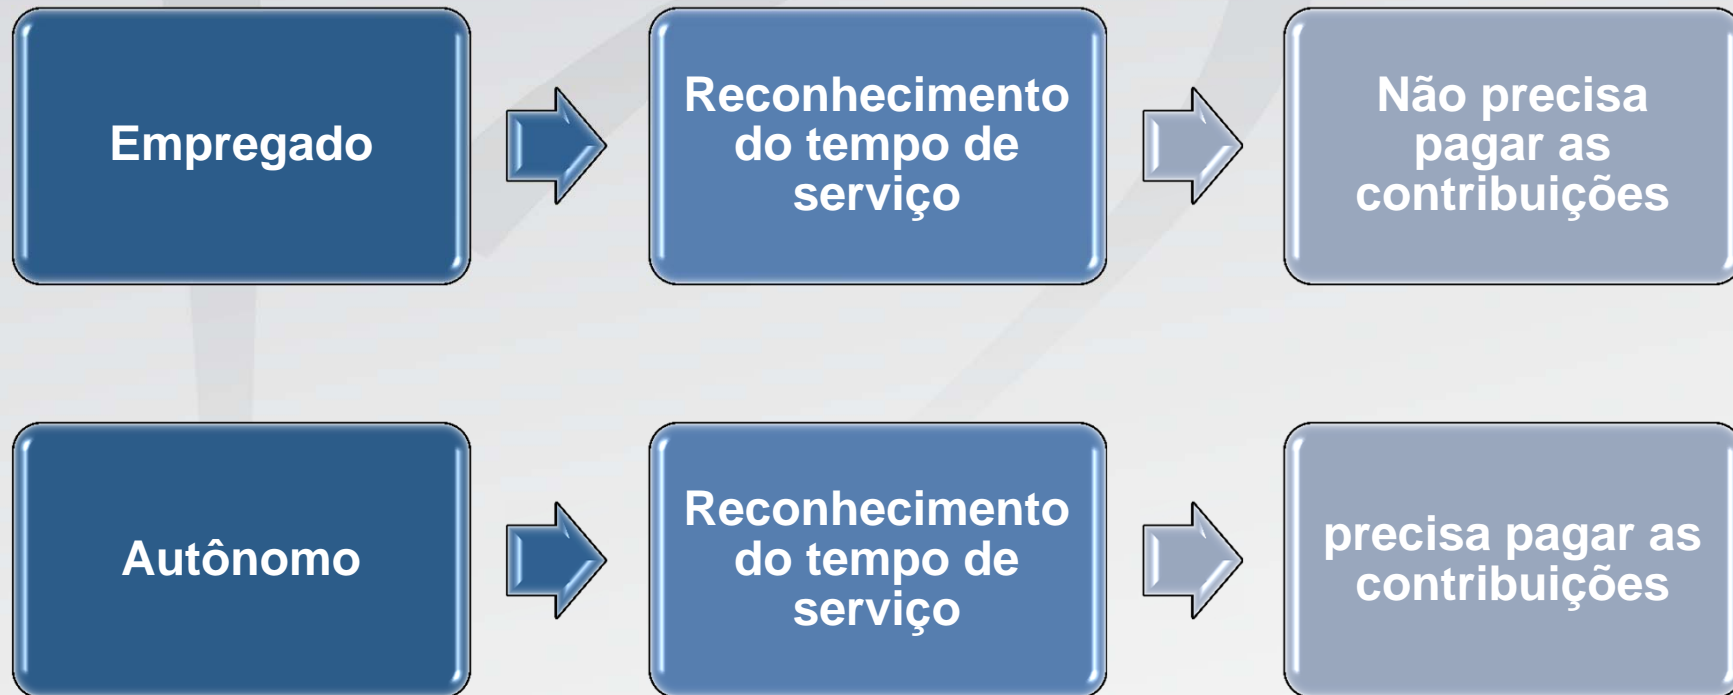 Empregado
Reconhecimento
do tempo de
serviço
Não precisa
pagar as
contribuições
Autônomo
Reconhecimento
do tempo de
serviço
precisa pagar as
contribuições